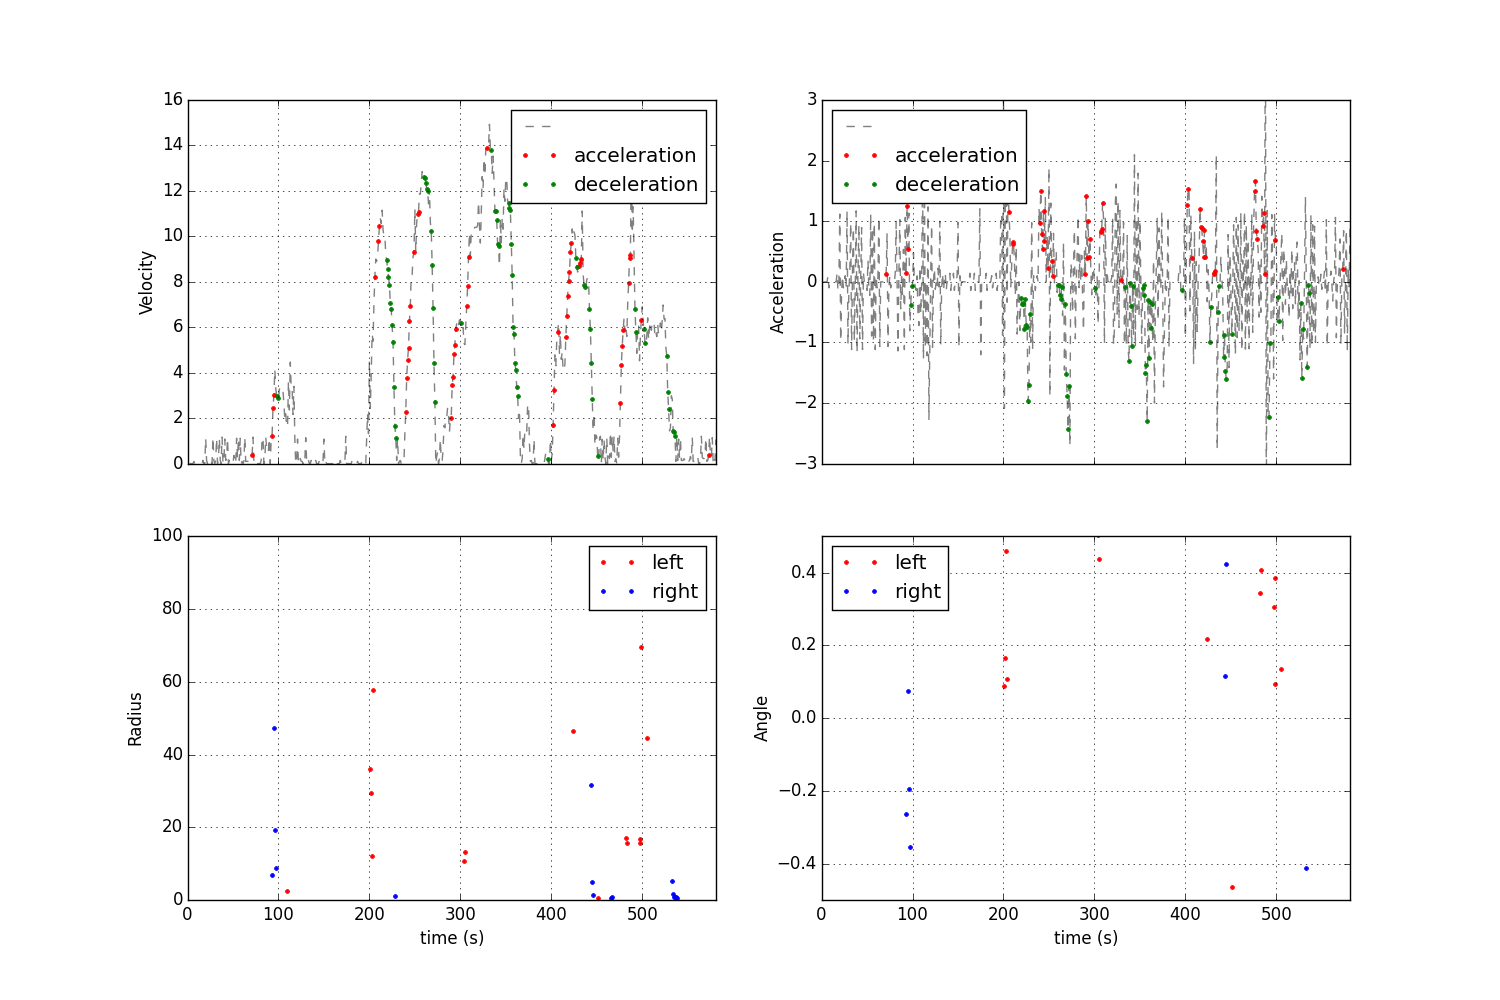 16
14
12
10
8
6
4
2
0
Velocity
acceleration
deceleration
3
2
1
0
−1
−2
−3
Acceleration
acceleration
deceleration
100
80
60
40
20
0
Radius
left
right
0 100 200 300 400 500
time (s)
0.4
0.2
0.0
−0.2
−0.4
Angle
left
right
0 100 200 300 400 500
time (s)